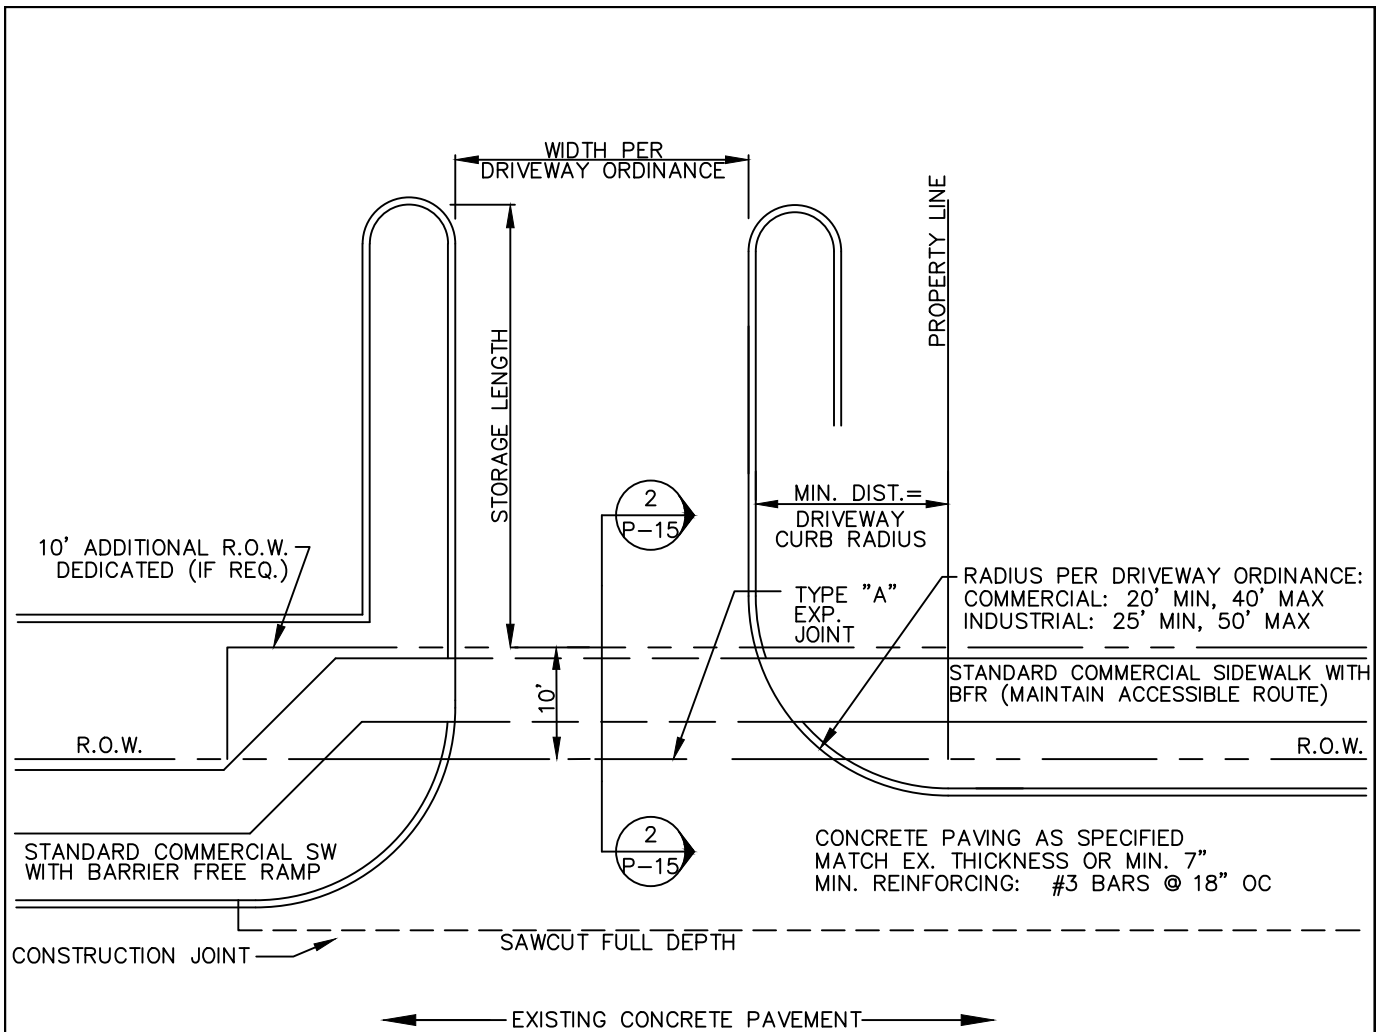 WIDTH PER
DRIVEWAY ORDINANCE
PROPERTY LINE
STORAGE LENGTH
2
P-15
MIN. DIST.=
DRIVEWAY
CURB RADIUS
10' ADDITIONAL R.O.W.
DEDICATED (IF REQ.)
TYPE "A"
EXP.
JOINT
RADIUS PER DRIVEWAY ORDINANCE:
COMMERCIAL: 20' MIN, 40' MAX
INDUSTRIAL: 25' MIN, 50' MAX
STANDARD COMMERCIAL SIDEWALK WITH
BFR (MAINTAIN ACCESSIBLE ROUTE)
10'
R.O.W.
R.O.W.
STANDARD COMMERCIAL SW
WITH BARRIER FREE RAMP
2
P-15
CONCRETE PAVING AS SPECIFIED
MATCH EX. THICKNESS OR MIN. 7"
MIN. REINFORCING: #3 BARS @ 18" OC
CONSTRUCTION JOINT
SAWCUT FULL DEPTH
EXISTING CONCRETE PAVEMENT